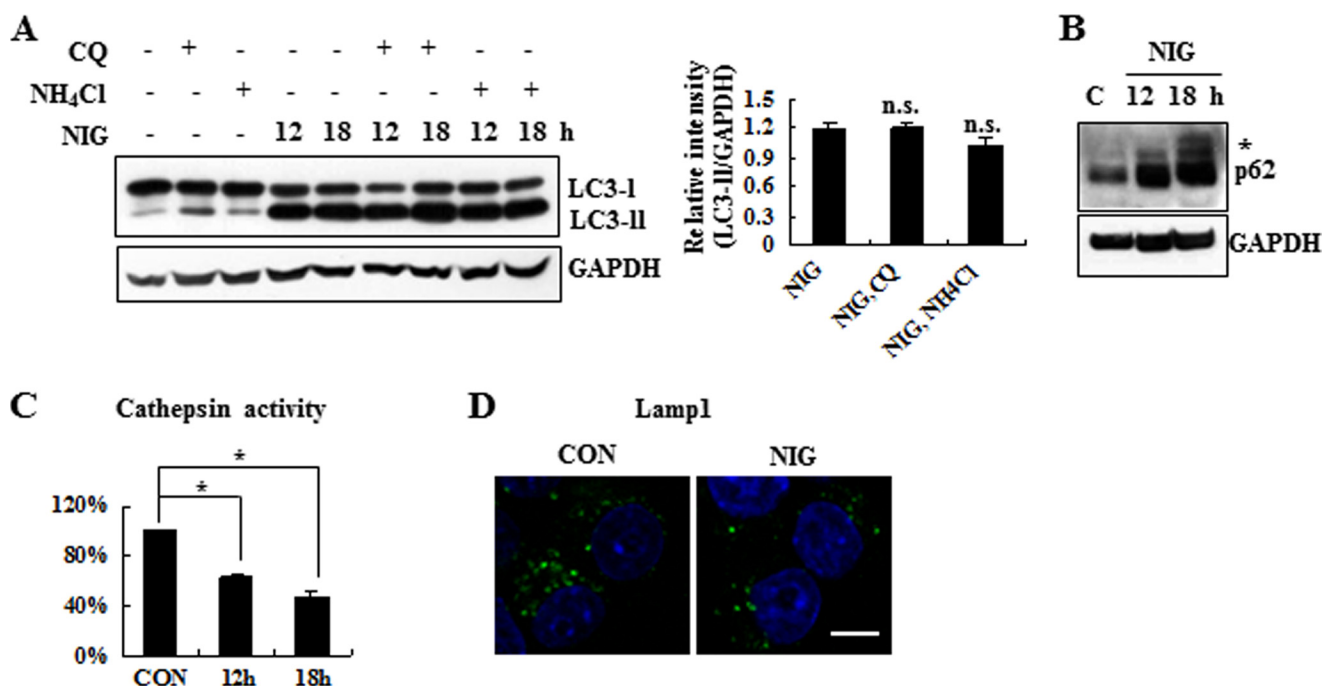 A
CQ - + - - - + + - -
NH4Cl - - + - - - - + +
NIG - - - 12 18 12 18 12 18 h
LC3-l
LC3-ll
GAPDH
Relative intensity
(LC3-ll/GAPDH)
1.5
1.2
0.9
0.6
0.3
0
n.s.
n.s.
NIG
NIG,CQ
NIG, NH4Cl
B
NIG
C 12 18 h
*
p62
GAPDH
C
Cathepsin activity
*
*
120%
80%
40%
0%
CON 12h 18h
D
Lamp1
CON NIG